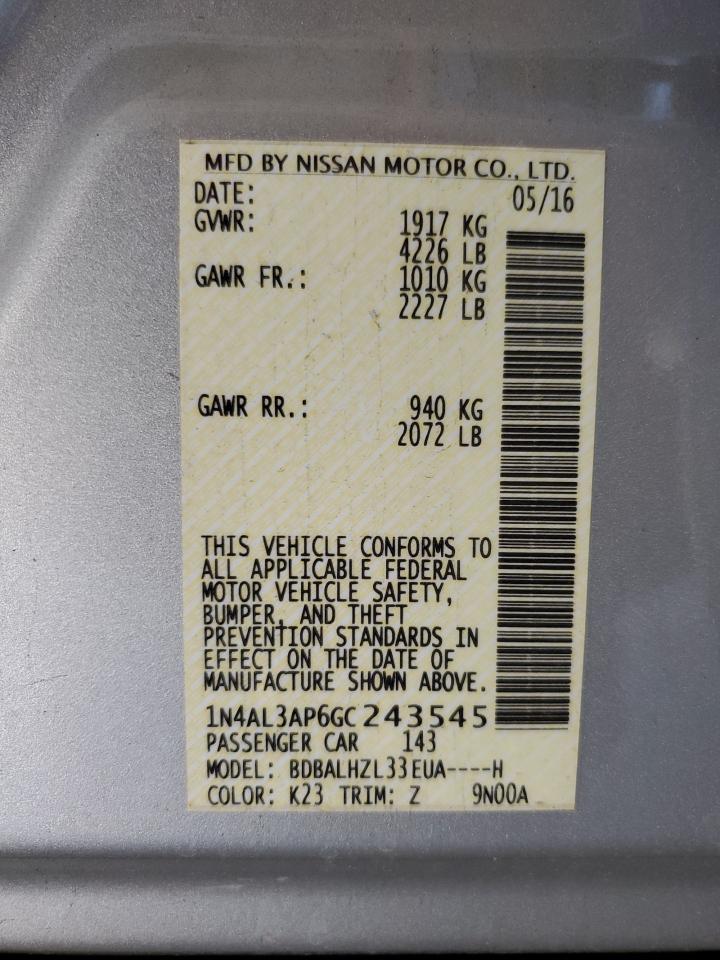 MFD BY NISSAN MOTOR CO., LTD.
DATE: 05/16
GVWR: 1917 KG
4226 LB
GAWR FR.: 1010 KG
2227 LB
GAWR RR.: 940 KG
2072 LB
THIS VEHICLE CONFORMS TO
ALL APPLICABLE FEDERAL
MOTOR VEHICLE SAFETY,
BUMPER, AND THEFT
PREVENTION STANDARDS IN
EFFECT ON THE DATE OF
MANUFACTURE SHOWN ABOVE.
1N4AL3AP6GC243545
PASSENGER CAR 143
MODEL: BDBALHZL33EUA----H
COLOR: K23 TRIM: Z 9N00A